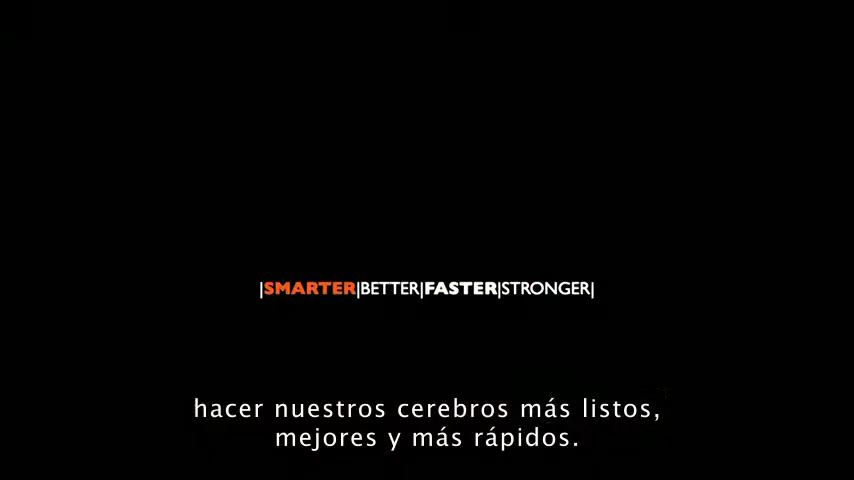 |SMARTER|BETTER|FASTER|STRONGER|
hacer nuestros cerebros más listos,
mejores y más rápidos.